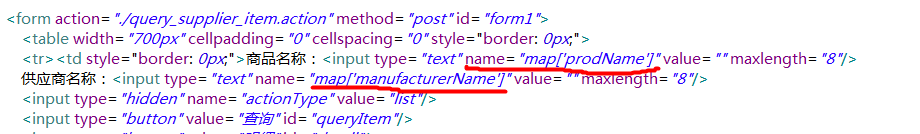 <form action="./query_supplier_item.action" method="post" id="form1">
<table width="700px" cellpadding="0" cellspacing="0" style="border: 0px;">
<tr><td style="border: 0px;">商品名称：<input type="text" name="map['prodName']" value="" maxlength="8"/>
供应商名称：<input type="text" name="map['manufacturerName']" value="" maxlength="8"/>
<input type="hidden" name="actionType" value="list"/>
<input type="button" value="查询" id="queryItem"/>